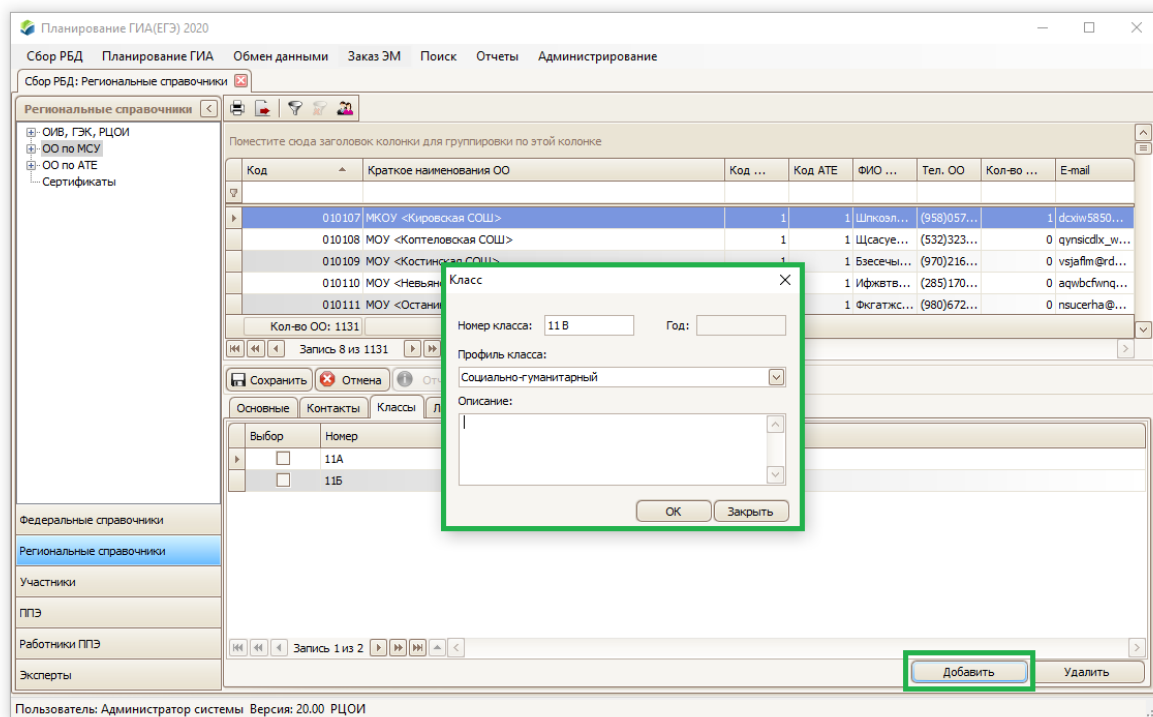 Планирование ГИА(ЕГЭ) 2020
Сбор РБД Планирование ГИА Обмен данными Заказ ЭМ Поиск Отчеты Администрирование
Сбор РБД: Региональные справочники
Региональные справочники
ОИВ, ГЭК, РЦОИ
ОО по МСУ
ОО по АТЕ
Сертификаты
Поместите сюда заголовок колонки для группировки по этой колонке
Код Краткое наименования ОО Код ... Код АТЕ ФИО ... Тел. ОО Кол-во ... E-mail
010107 МКОУ <Кировская СОШ> 1 1 Шпкоэл... (958)057... 1 dcxiw5850...
010108 МОУ <Коптеловская СОШ> 1 1 Щсасуе... (532)323... 0 qynsicdlx_w...
010109 МОУ <Костинская СОШ> 1 1 Бзесечы... (970)216... 0 vsjaflm@rd...
010110 МОУ <Невьян 1 Ифжвтв... (285)170... 0 aqwbcfwnq...
010111 МОУ <Остани 1 Фкгатжс... (980)672... 0 nsucerha@...
Кол-во ОО: 1131
Запись 8 из 1131
Сохранить Отмена Отч
Основные Контакты Классы Л
Выбор Номер
11А
11Б
Класс
Номер класса: 11 В Год:
Профиль класса:
Социально-гуманитарный
Описание:
ОК Закрыть
Федеральные справочники
Региональные справочники
Участники
ППЭ
Работники ППЭ
Эксперты
Запись 1 из 2
Добавить Удалить
Пользователь: Администратор системы Версия: 20.00 РЦОИ